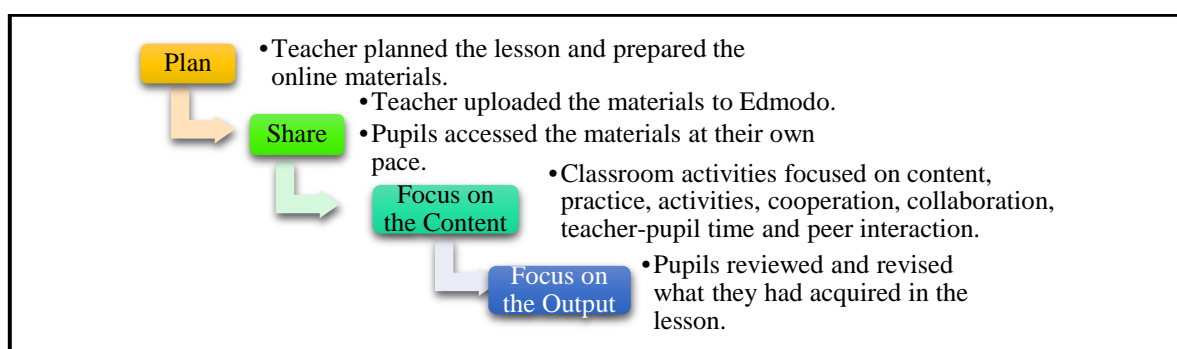 Plan
•Teacher planned the lesson and prepared the
online materials.
Share
•Teacher uploaded the materials to Edmodo.
•Pupils accessed the materials at their own
pace.
Focus on
the Content
•Classroom activities focused on content,
practice, activities, cooperation, collaboration,
teacher-pupil time and peer interaction.
Focus on
the Output
•Pupils reviewed and revised
what they had acquired in the
lesson.